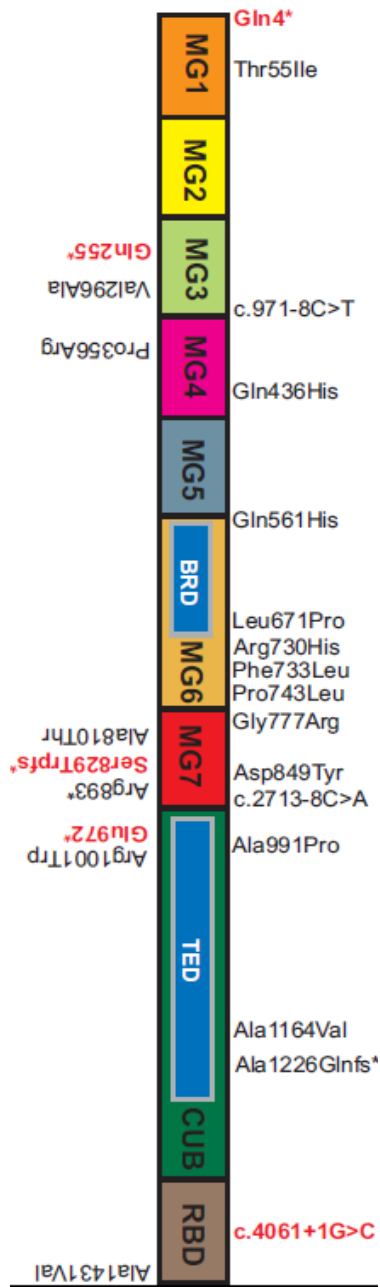 Gln4*
MG1
Thr55Ile
MG2
MG3
Gln255*
Val296Ala
c.971-8C>T
Pro356Arg
MG4
Gln436His
MG5
Gln561His
BRD
Leu671Pro
Arg730His
MG6
Phe733Leu
Pro743Leu
Gly777Arg
Ala810Thr
MG7
Ser829Trpfs*
Asp849Tyr
Arg893*
c.2713-8C>A
Glu972*
Ala991Pro
Arg1001Trp
TED
Ala1164Val
Ala1226Glnfs*
CUB
RBD
c.4061+1G>C
Ala1431Val